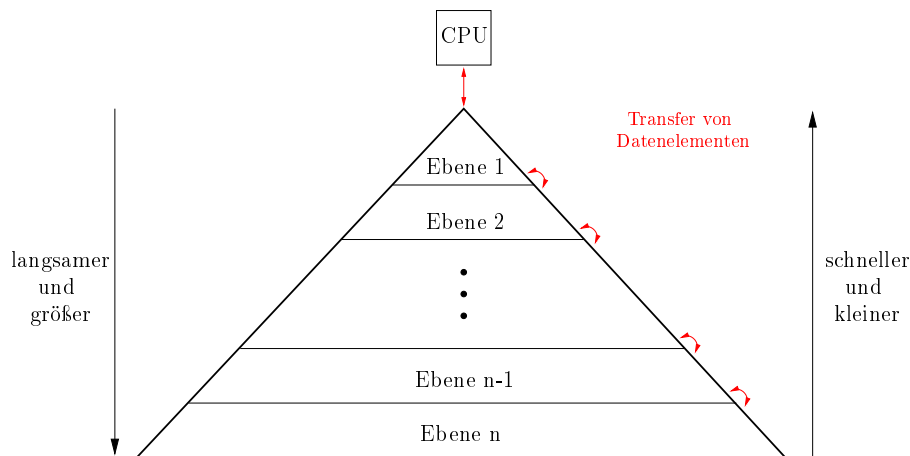 CPU
Transfer von
Datenelementen
Ebene 1
Ebene 2
langsamer
und
größer
schneller
und
kleiner
Ebene n-1
Ebene n